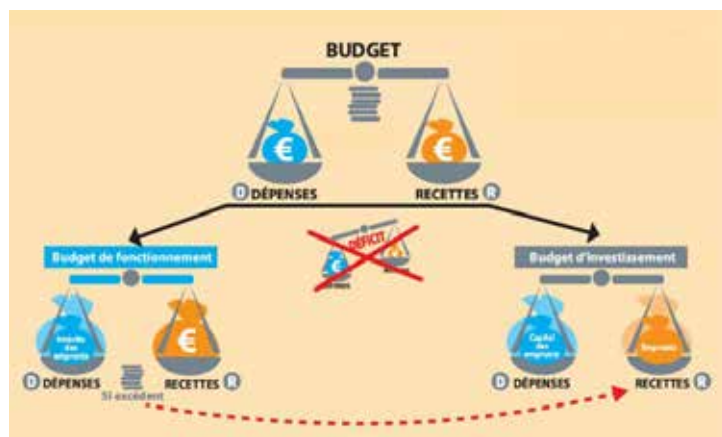 BUDGET
€ €
D DÉPENSES RECETTES R
DÉFICIT
Budget de fonctionnement
Budget d'investissement
Intérêts des emprunts
€
Capital des emprunts
Emprunts
D DÉPENSES RECETTES R
Si excédent
D DÉPENSES RECETTES R